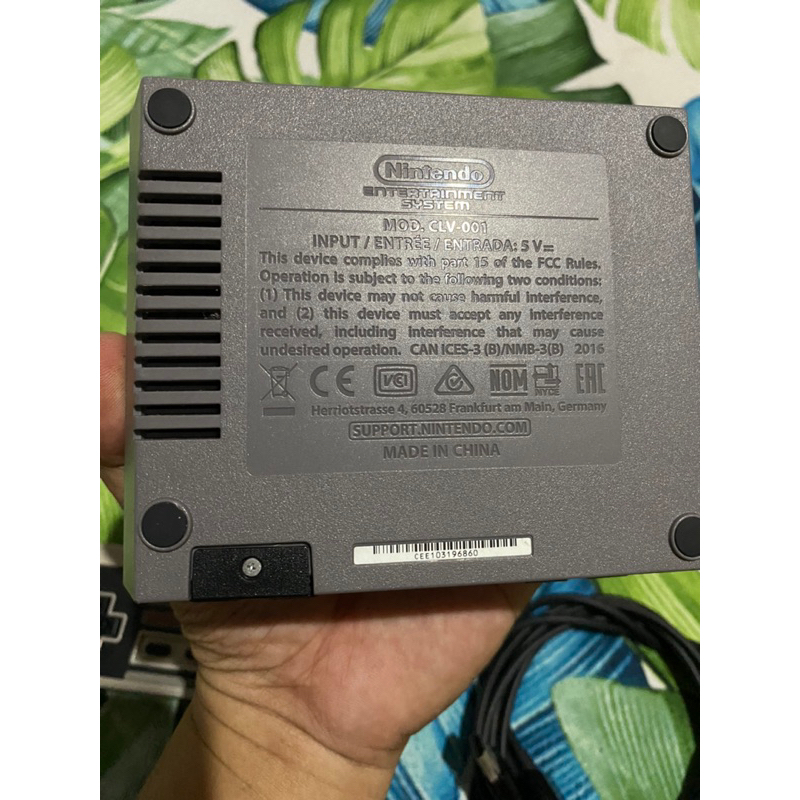 Nintendo
ENTERTAINMENT
SYSTEM
MOD. CLV-001
INPUT / ENTRÉE / ENTRADA: 5 V⎓
This device complies with part 15 of the FCC Rules.
Operation is subject to the following two conditions:
(1) This device may not cause harmful interference,
and (2) this device must accept any interference
received, including interference that may cause
undesired operation. CAN ICES-3 (B)/NMB-3(B) 2016
CE VCI NOM NYCE EAC
Herriotstrasse 4, 60528 Frankfurt am Main, Germany
SUPPORT.NINTENDO.COM
MADE IN CHINA
CEE103196860